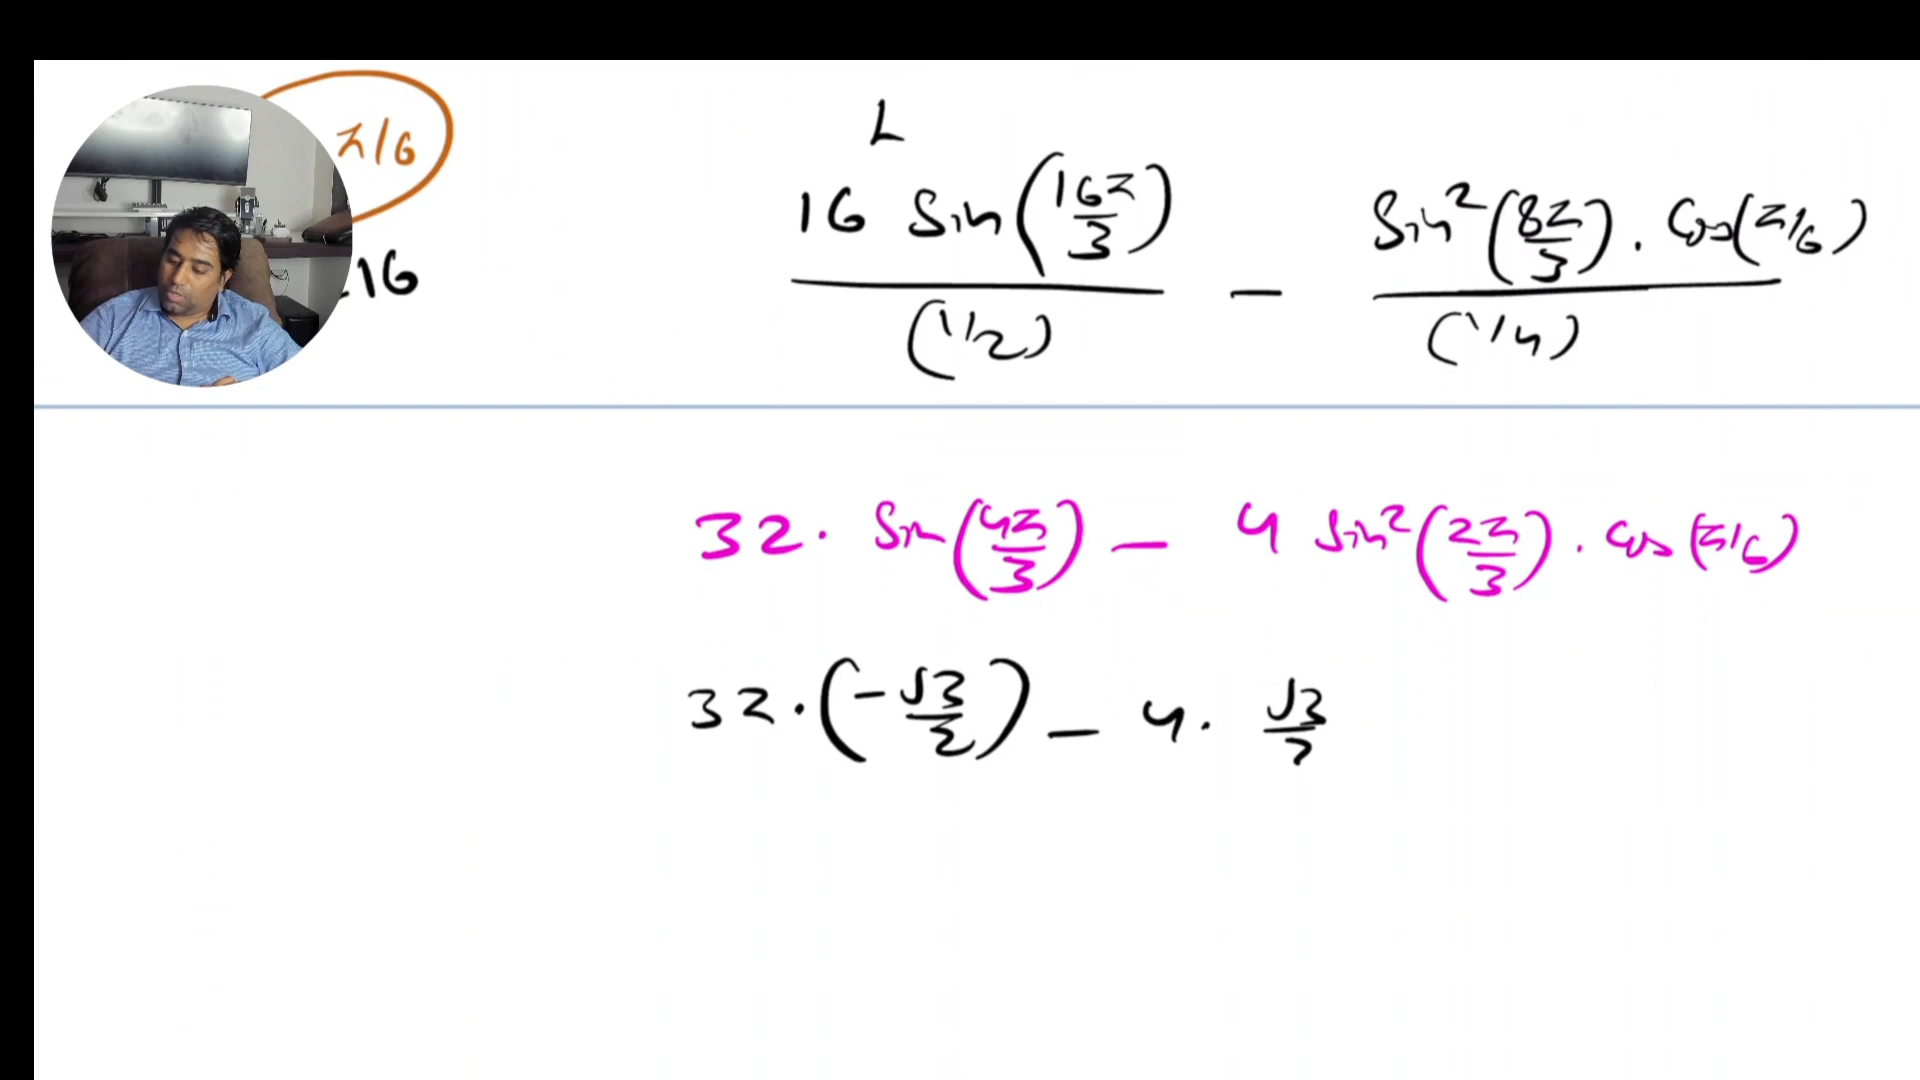 π/6
16
L
16 Sin(16π/3) / (1/2) - Sin²(8π/3) . Cos(π/6) / (1/4)
32. Sin(4π/3) - 4 Sin²(2π/3) . Cos(π/6)
32.(-√3/2) - 4. √3/2